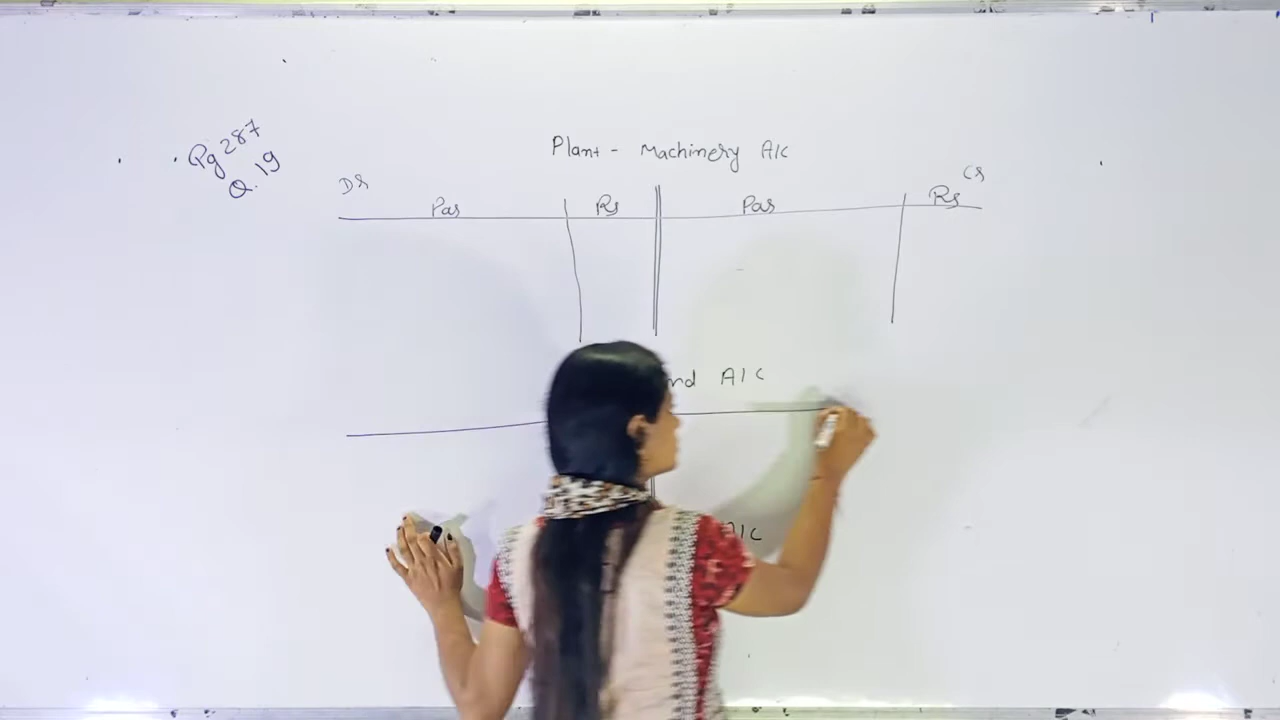 Pg 287
Q. 19
Plant - Machinery A/C
Dr
Cr
Par Rs Par Rs
A/C
A/C